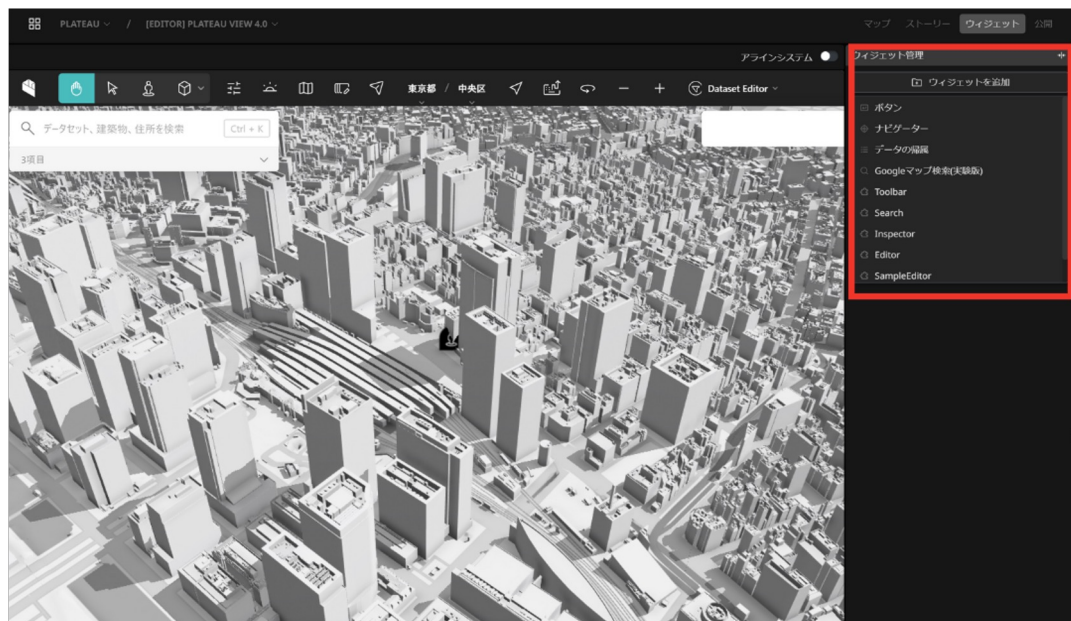 PLATEAU / [EDITOR] PLATEAU VIEW 4.0
マップ ストーリー ウィジェット 公開
アラインシステム
ウィジェット管理
東京都 / 中央区
Dataset Editor
データセット、建築物、住所を検索 Ctrl + K
3項目
ウィジェットを追加
ボタン
ナビゲーター
データの帰属
Googleマップ検索(実験版)
Toolbar
Search
Inspector
Editor
SampleEditor